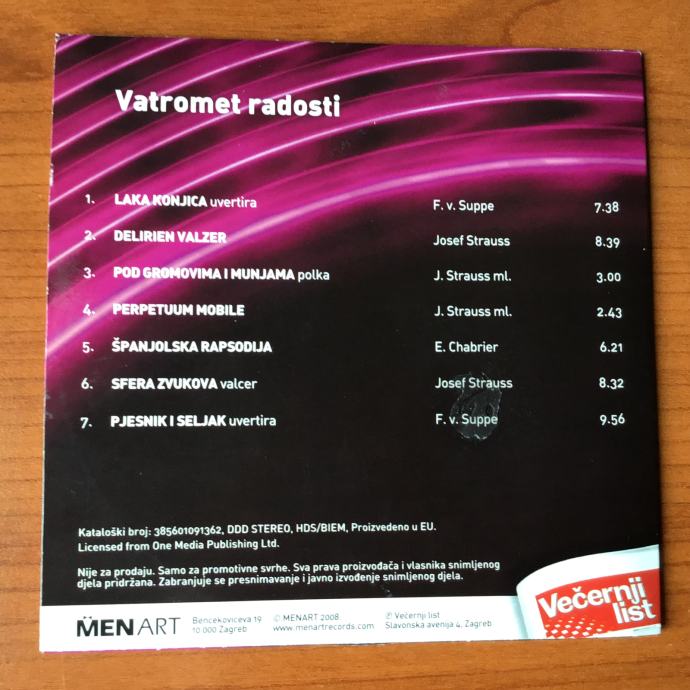 Vatromet radosti
1. LAKA KONJICA uvertira F. v. Suppe 7.38
2. DELIRIEN VALZER Josef Strauss 8.39
3. POD GROMOVIMA I MUNJAMA polka J. Strauss ml. 3.00
4. PERPETUUM MOBILE J. Strauss ml. 2.43
5. ŠPANJOLSKA RAPSODIJA E. Chabrier 6.21
6. SFERA ZVUKOVA valcer Josef Strauss 8.32
7. PJESNIK I SELJAK uvertira F. v. Suppe 9.56
Kataloški broj: 385601091362, DDD STEREO, HDS/BIEM, Proizvedeno u EU.
Licensed from One Media Publishing Ltd.
Nije za prodaju. Samo za promotivne svrhe. Sva prava proizvođača i vlasnika snimljenog
djela pridržana. Zabranjuje se presnimavanje i javno izvođenje snimljenog djela.
MENART
Bencekoviceva 19
10 000 Zagreb
© MENART 2008
www.menartrecords.com
℗ Večernji list
Slavonska avenija 4, Zagreb
Večernji
list